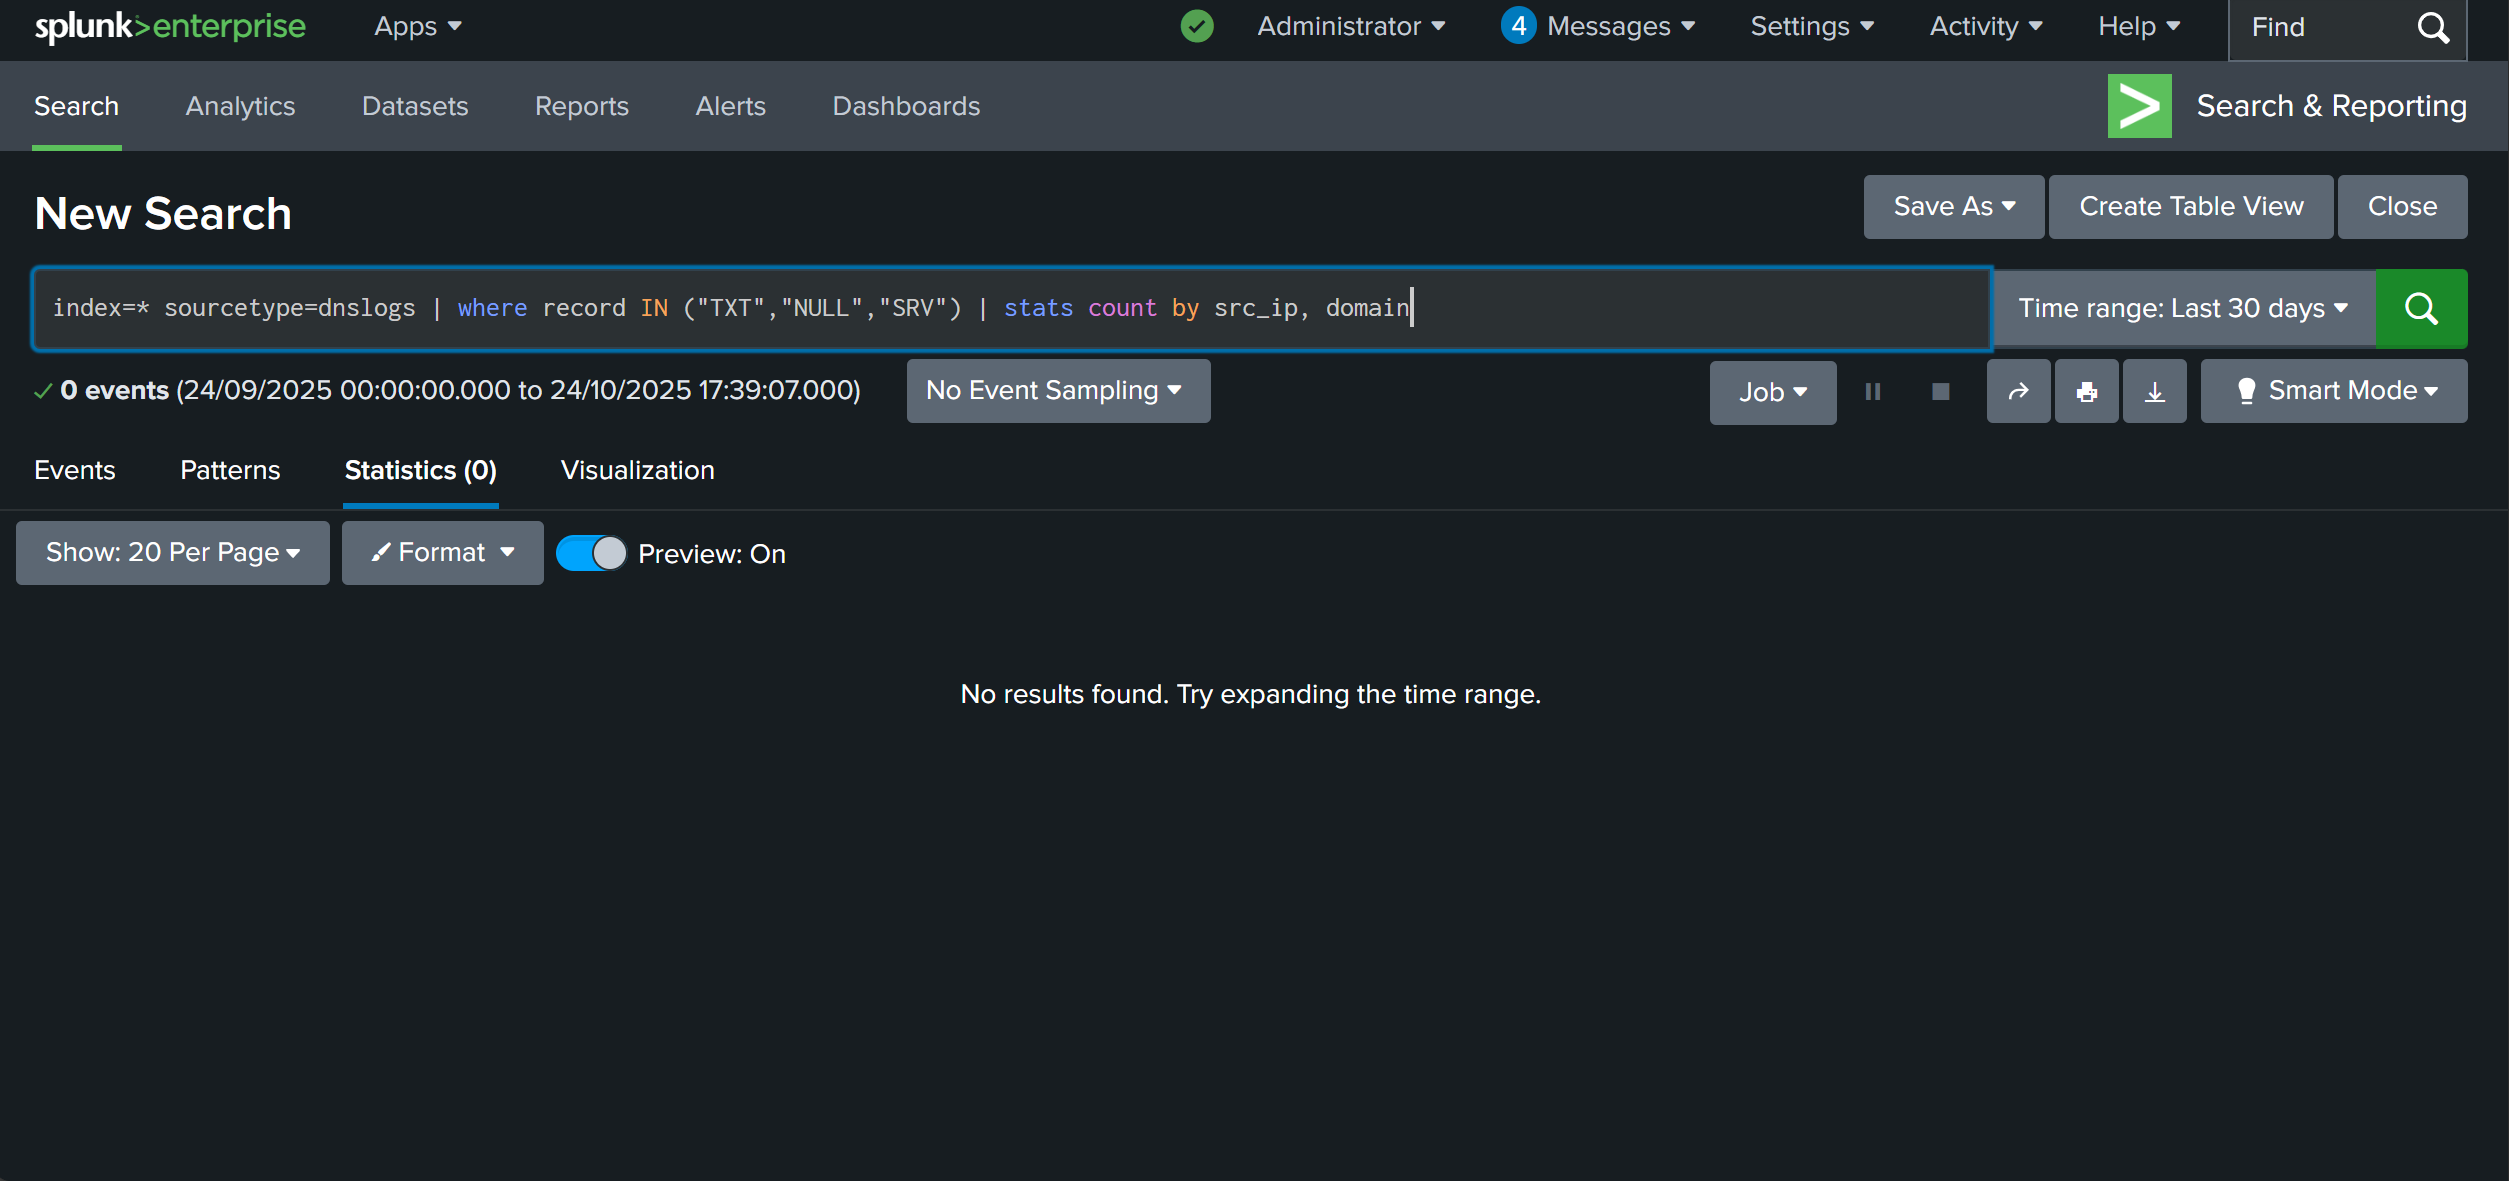 splunk>enterprise Apps Administrator 4 Messages Settings Activity Help Find
Search Analytics Datasets Reports Alerts Dashboards > Search & Reporting
New Search Save As Create Table View Close
index=* sourcetype=dnslogs | where record IN ("TXT","NULL","SRV") | stats count by src_ip, domain Time range: Last 30 days
0 events (24/09/2025 00:00:00.000 to 24/10/2025 17:39:07.000) No Event Sampling Job Smart Mode
Events Patterns Statistics (0) Visualization
Show: 20 Per Page Format Preview: On
No results found. Try expanding the time range.